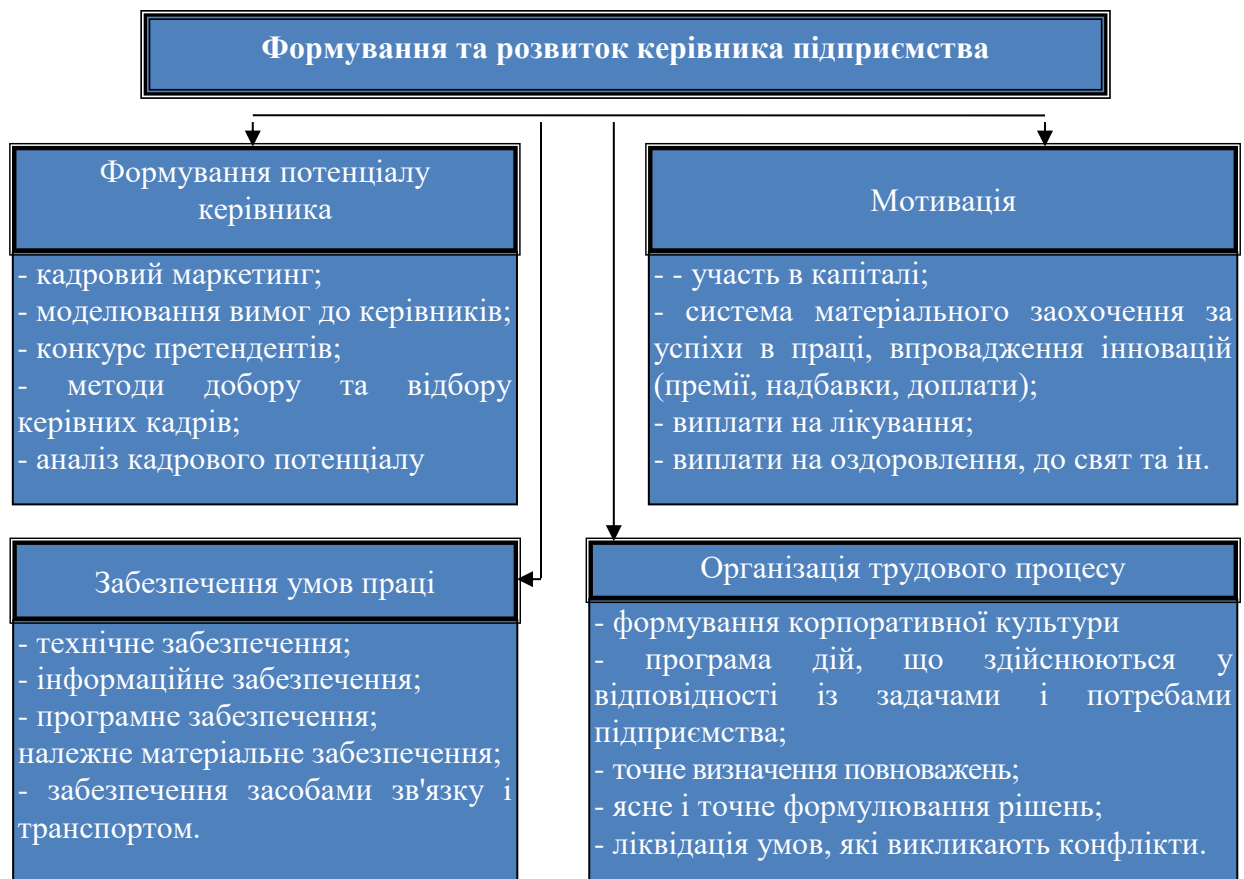 Формування та розвиток керівника підприємства
Формування потенціалу
керівника
- кадровий маркетинг;
- моделювання вимог до керівників;
- конкурс претендентів;
- методи добору та відбору
керівних кадрів;
- аналіз кадрового потенціалу
Мотивація
- - участь в капіталі;
- система матеріального заохочення за
успіхи в праці, впровадження інновацій
(премії, надбавки, доплати);
- виплати на лікування;
- виплати на оздоровлення, до свят та ін.
Забезпечення умов праці
- технічне забезпечення;
- інформаційне забезпечення;
- програмне забезпечення;
належне матеріальне забезпечення;
- забезпечення засобами зв'язку і
транспортом.
Організація трудового процесу
- формування корпоративної культури
- програма дій, що здійснюються у
відповідності із задачами і потребами
підприємства;
- точне визначення повноважень;
- ясне і точне формулювання рішень;
- ліквідація умов, які викликають конфлікти.